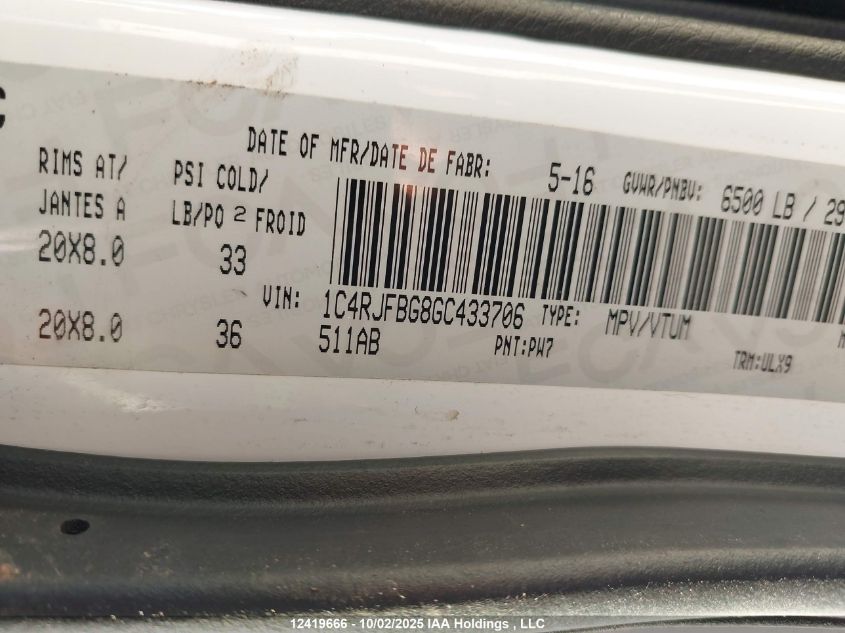 DATE OF MFR/DATE DE FABR: 5-16 GVWR/PNBV: 6500 LB / 29
RIMS AT/ PSI COLD/
JANTES A LB/PO 2 FROID
20X8.0 33
VIN: 1C4RJFBG8GC433706 TYPE: MPV/VTUM
20X8.0 36 511AB PNT:PW7 TRM:ULX9
12419666 - 10/02/2025 IAA Holdings , LLC